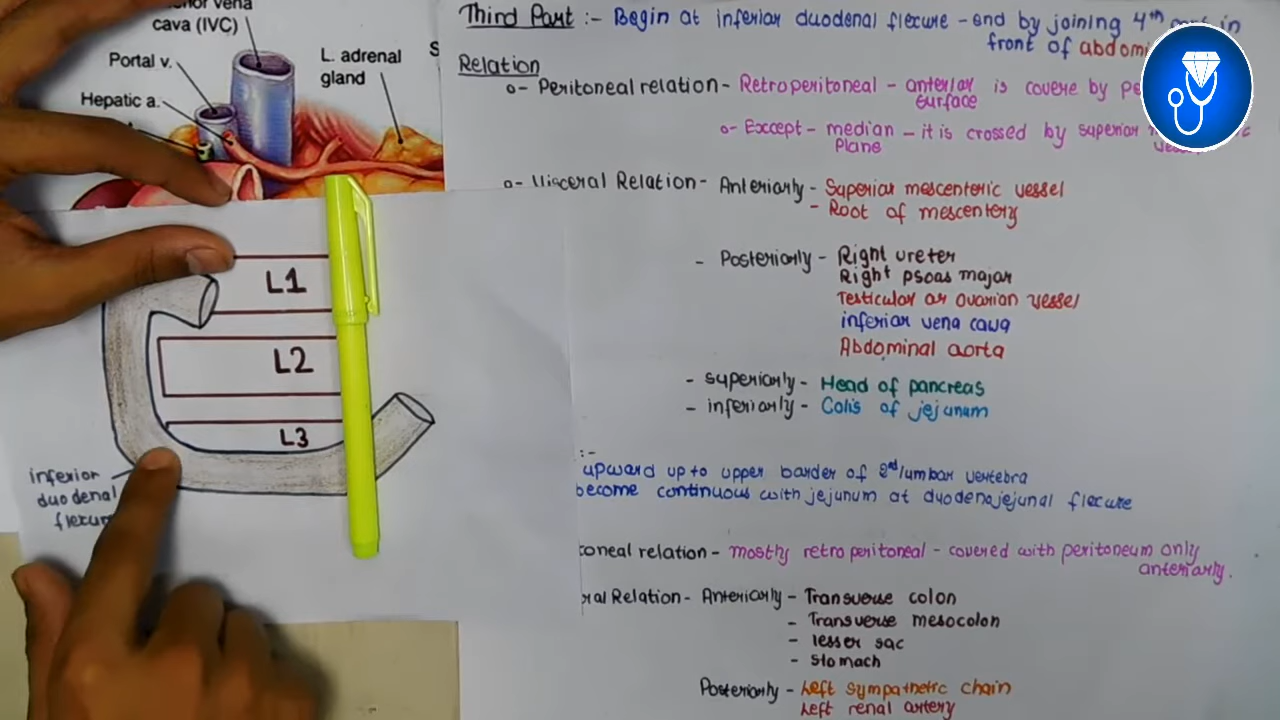 cava (IVC)
Portal v.
L. adrenal
gland
Hepatic a.
L1
L2
L3
inferior
duodenal
Third Part :- Begin at inferior duodenal flexure - end by joining 4th in
front of
Relation
o- Peritoneal relation - Retroperitoneal - anterior surface is covere by
o- Except - median plane - it is crossed by superior
o- Visceral Relation - Anteriorly - Superior mescenteric vessel
- Root of mescentery
- Posteriorly - Right ureter
Right psoas major
Testicular or ovarian vessel
inferior vena cava
Abdominal aorta
- superiorly - Head of pancreas
- inferiorly - Colis of jejunum
:-
upward up to upper border of 2nd lumbar vertebra
become continuous with jejunum at duodenojejunal flexure
toneal relation - mostly retroperitoneal - covered with peritoneum only
anteriorly.
ral Relation - Anteriorly - Transverse colon
- Transverse mesocolon
- lesser sac
- stomach
Posteriorly - Left sympathetic chain
Left renal artery